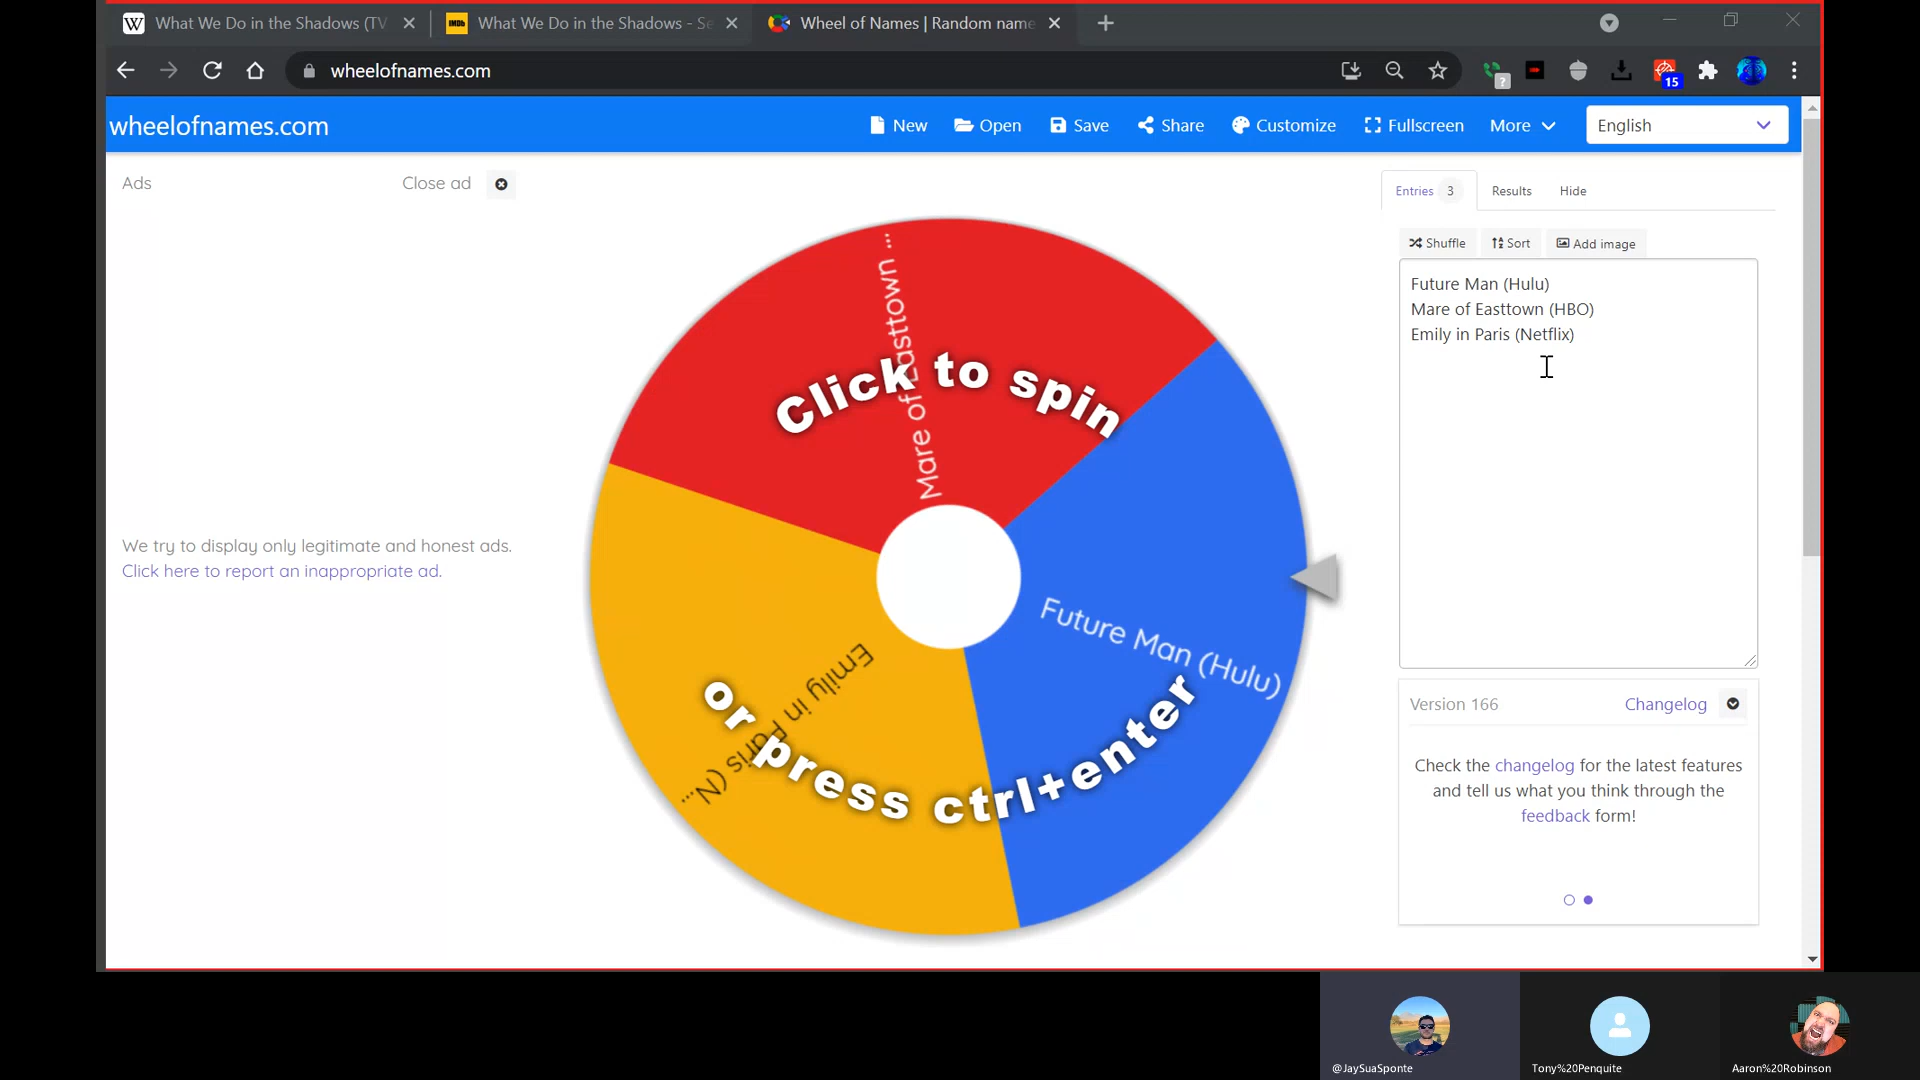 What We Do in the Shadows (TV
IMDb
What We Do in the Shadows - Se
Wheel of Names | Random name
wheelofnames.com
?
15
wheelofnames.com
New
Open
Save
Share
Customize
Fullscreen
More
English
Ads
Close ad
Entries 3
Results
Hide
Shuffle
Sort
Add image
Future Man (Hulu)
Mare of Easttown (HBO)
Emily in Paris (Netflix)
Mare of Easttown ...
Click to spin
Future Man (Hulu)
Emily in Paris (N...
or press ctrl+enter
We try to display only legitimate and honest ads.
Click here to report an inappropriate ad.
Version 166
Changelog
Check the changelog for the latest features
and tell us what you think through the
feedback form!
@JaySuaSponte
Tony%20Penquite
Aaron%20Robinson